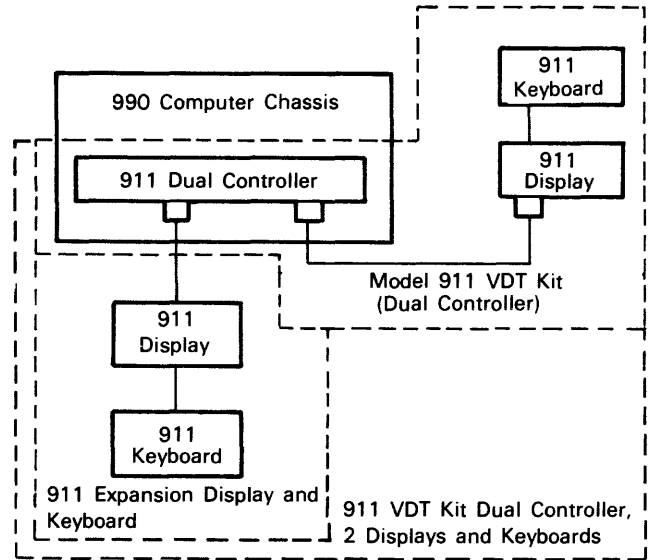 990 Computer Chassis
911 Dual Controller
911
Keyboard
911
Display
Model 911 VDT Kit
(Dual Controller)
911
Display
911
Keyboard
911 Expansion Display and
Keyboard
911 VDT Kit Dual Controller,
2 Displays and Keyboards